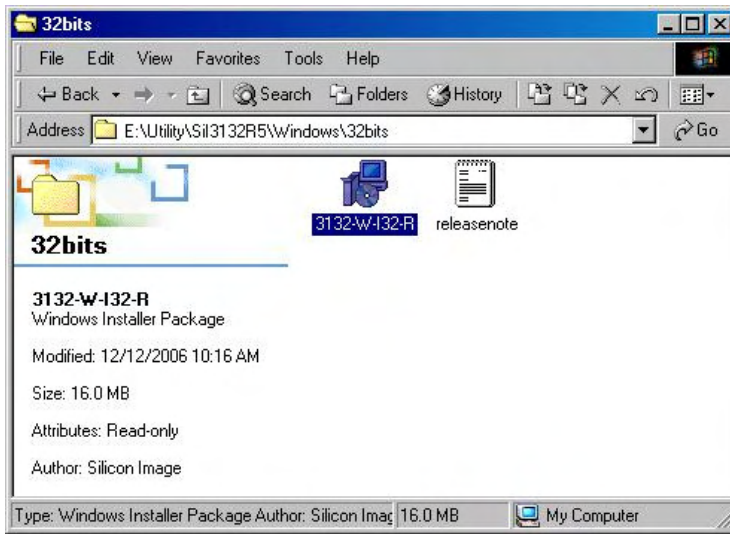 32bits
File Edit View Favorites Tools Help
Back Search Folders History
Address E:\Utility\SiI3132R5\Windows\32bits Go
3132-W-I32-R releasenote
32bits
3132-W-I32-R
Windows Installer Package
Modified: 12/12/2006 10:16 AM
Size: 16.0 MB
Attributes: Read-only
Author: Silicon Image
Type: Windows Installer Package Author: Silicon Imag 16.0 MB My Computer